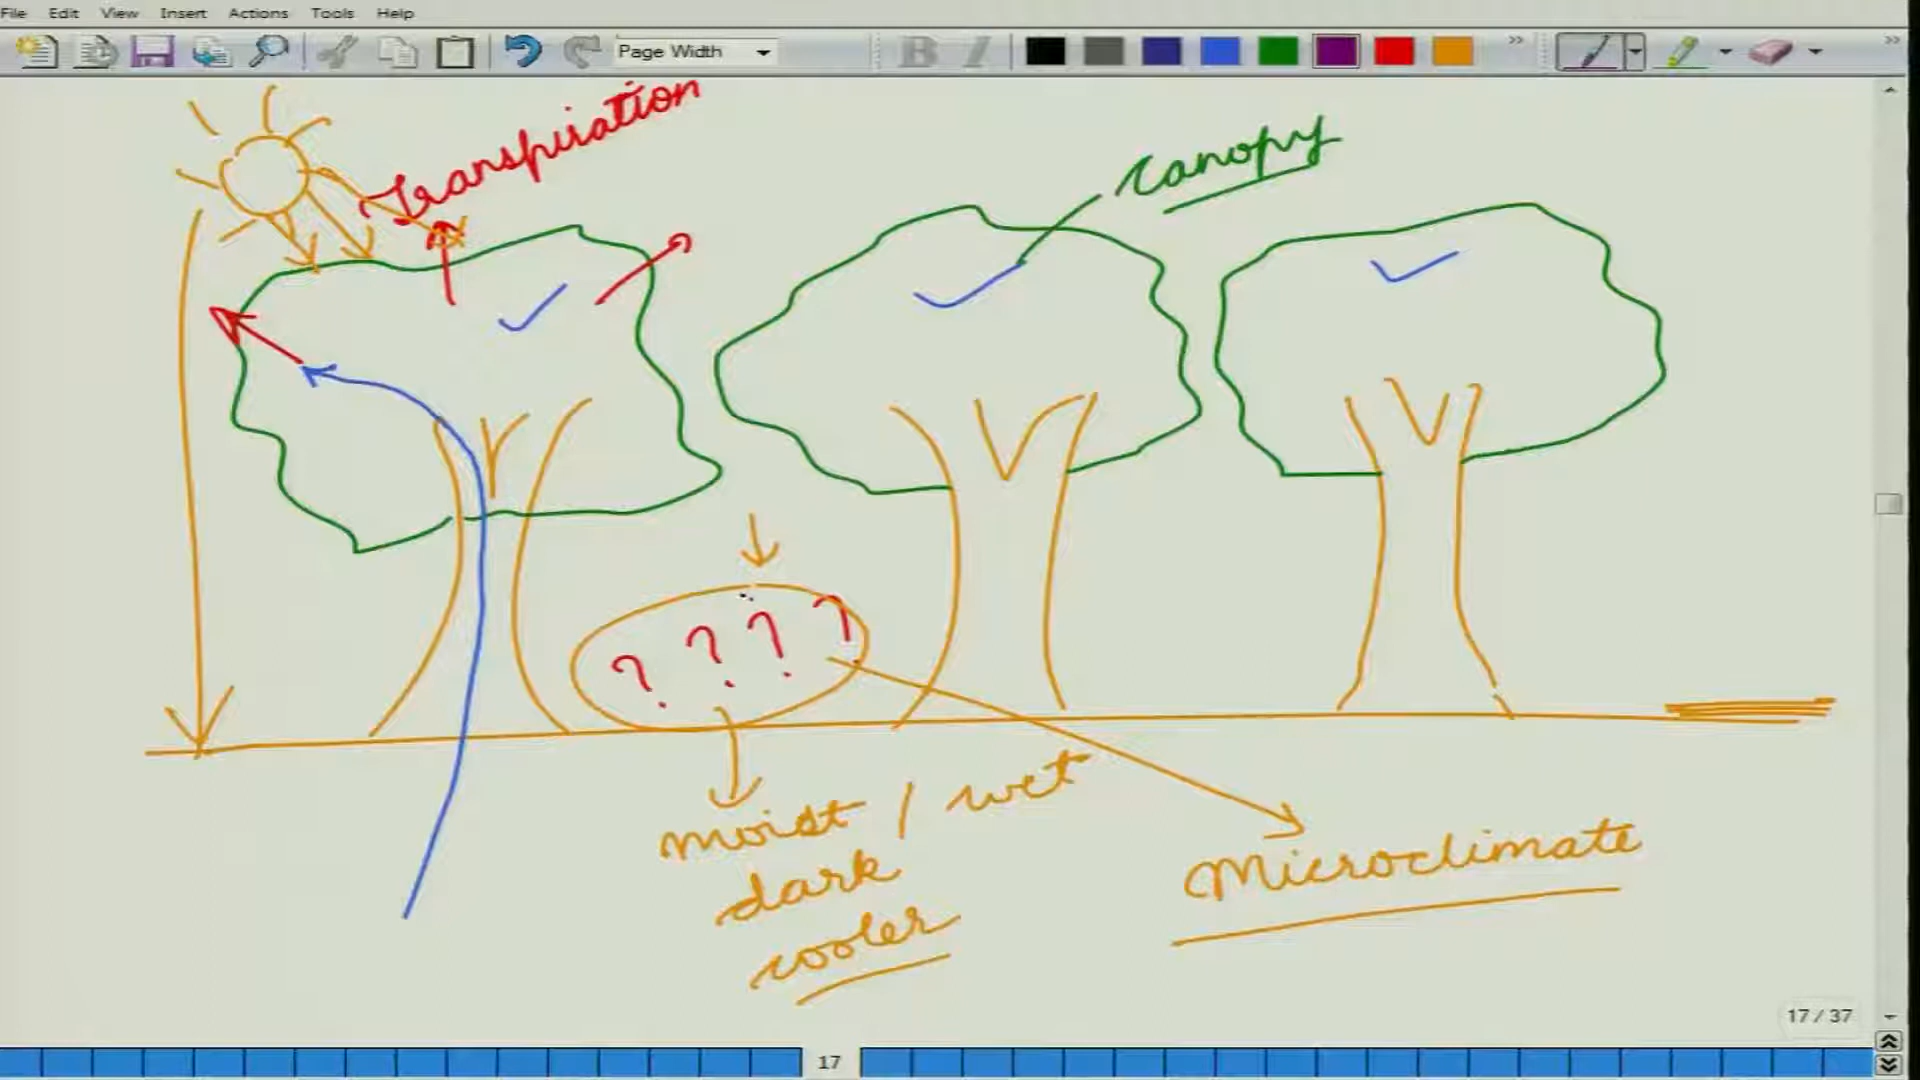 File Edit View Insert Actions Tools Help
Page Width
B I
Transpiration
canopy
? ? ? ?
moist / wet
dark
cooler
Microclimate
17 / 37
17